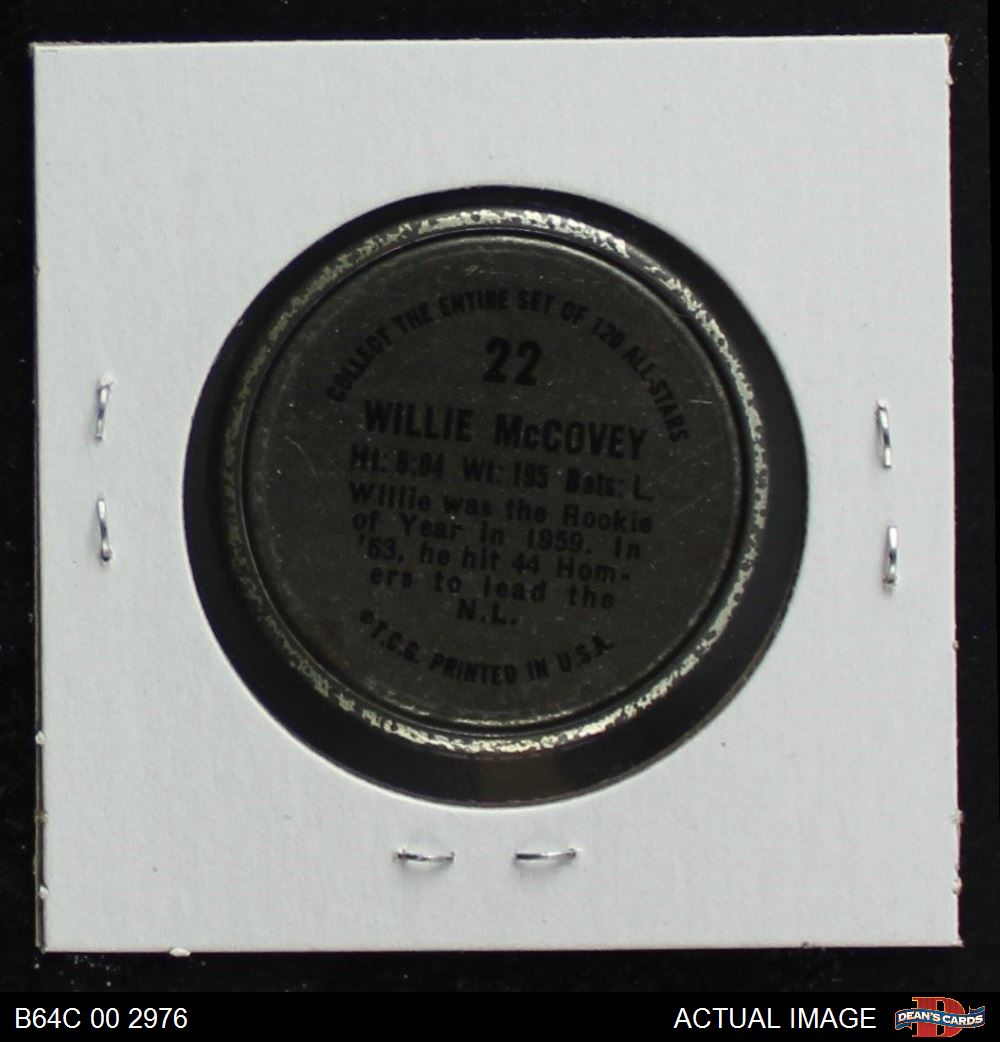 COLLECT THE ENTIRE SET OF 120 ALL-STARS
22
WILLIE McCOVEY
Ht: 6:04 Wt: 195 Bats: L.
Willie was the Rookie
of Year in 1959. In
'63, he hit 44 Hom-
ers to lead the
N.L.
©T.C.G. PRINTED IN U.S.A.
B64C 00 2976
ACTUAL IMAGE
DEAN'S CARDS